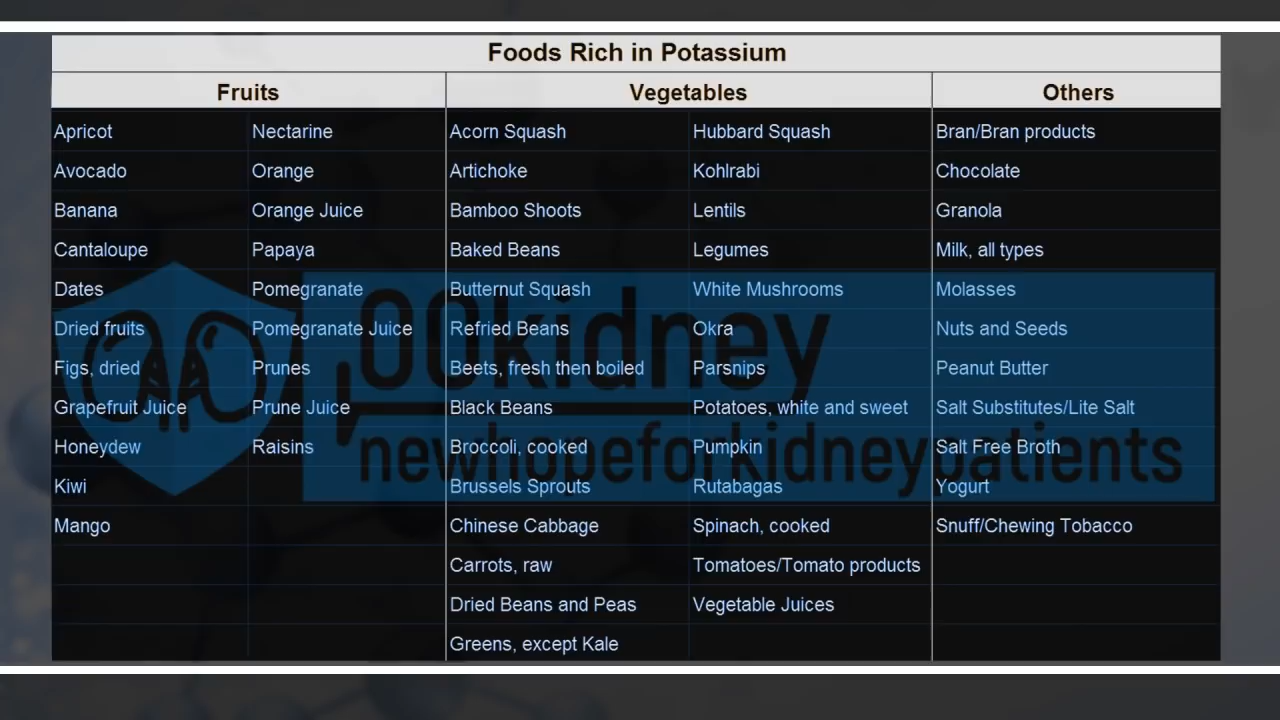 Foods Rich in Potassium
Fruits Vegetables Others
Apricot Nectarine Acorn Squash Hubbard Squash Bran/Bran products
Avocado Orange Artichoke Kohlrabi Chocolate
Banana Orange Juice Bamboo Shoots Lentils Granola
Cantaloupe Papaya Baked Beans Legumes Milk, all types
Dates Pomegranate Butternut Squash White Mushrooms Molasses
Dried fruits Pomegranate Juice Refried Beans Okra Nuts and Seeds
Figs, dried Prunes Beets, fresh then boiled Parsnips Peanut Butter
Grapefruit Juice Prune Juice Black Beans Potatoes, white and sweet Salt Substitutes/Lite Salt
Honeydew Raisins Broccoli, cooked Pumpkin Salt Free Broth
Kiwi Brussels Sprouts Rutabagas Yogurt
Mango Chinese Cabbage Spinach, cooked Snuff/Chewing Tobacco
Carrots, raw Tomatoes/Tomato products
Dried Beans and Peas Vegetable Juices
Greens, except Kale
00kidney
newhopeforkidneypatients